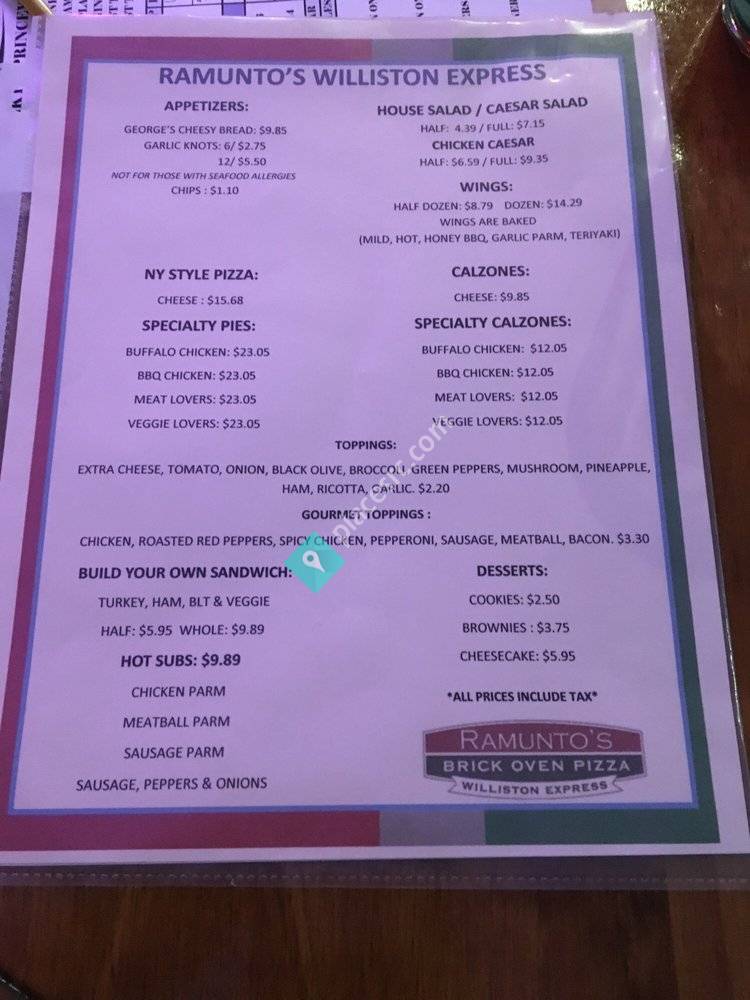 RAMUNTO'S WILLISTON EXPRESS
APPETIZERS:
GEORGE'S CHEESY BREAD: $9.85
GARLIC KNOTS: 6/ $2.75
12/ $5.50
NOT FOR THOSE WITH SEAFOOD ALLERGIES
CHIPS : $1.10
HOUSE SALAD / CAESAR SALAD
HALF: 4.39 / FULL: $7.15
CHICKEN CAESAR
HALF: $6.59 / FULL: $9.35
WINGS:
HALF DOZEN: $8.79 DOZEN: $14.29
WINGS ARE BAKED
(MILD, HOT, HONEY BBQ, GARLIC PARM, TERIYAKI)
NY STYLE PIZZA:
CHEESE : $15.68
SPECIALTY PIES:
BUFFALO CHICKEN: $23.05
BBQ CHICKEN: $23.05
MEAT LOVERS: $23.05
VEGGIE LOVERS: $23.05
CALZONES:
CHEESE: $9.85
SPECIALTY CALZONES:
BUFFALO CHICKEN: $12.05
BBQ CHICKEN: $12.05
MEAT LOVERS: $12.05
VEGGIE LOVERS: $12.05
TOPPINGS:
EXTRA CHEESE, TOMATO, ONION, BLACK OLIVE, BROCCOLI, GREEN PEPPERS, MUSHROOM, PINEAPPLE,
HAM, RICOTTA, GARLIC. $2.20
GOURMET TOPPINGS :
CHICKEN, ROASTED RED PEPPERS, SPICY CHICKEN, PEPPERONI, SAUSAGE, MEATBALL, BACON. $3.30
BUILD YOUR OWN SANDWICH:
TURKEY, HAM, BLT & VEGGIE
HALF: $5.95 WHOLE: $9.89
HOT SUBS: $9.89
CHICKEN PARM
MEATBALL PARM
SAUSAGE PARM
SAUSAGE, PEPPERS & ONIONS
DESSERTS:
COOKIES: $2.50
BROWNIES : $3.75
CHEESECAKE: $5.95
*ALL PRICES INCLUDE TAX*
RAMUNTO'S
BRICK OVEN PIZZA
WILLISTON EXPRESS
placesir.com